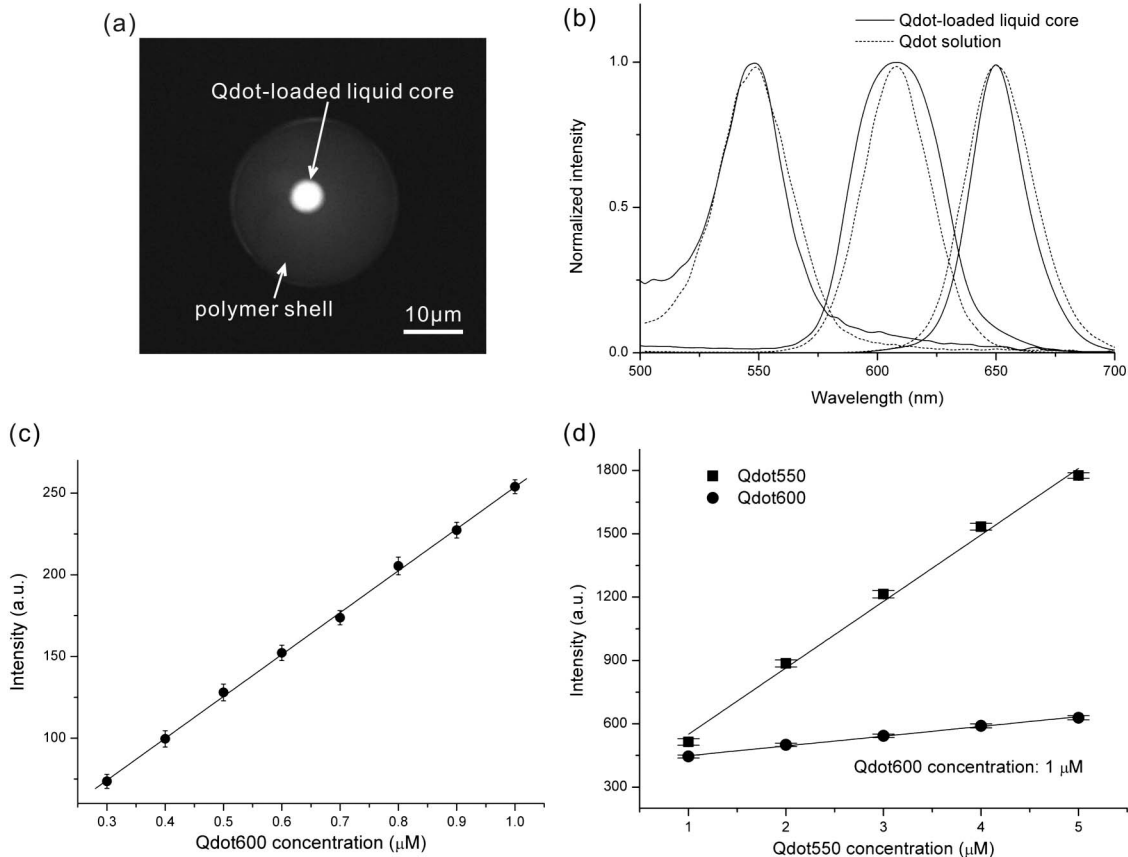 (a)
Qdot-loaded liquid core
polymer shell
10μm
(b)
Qdot-loaded liquid core
Qdot solution
1.0
0.5
0.0
Normalized intensity
500 550 600 650 700
Wavelength (nm)
(c)
250
200
150
100
Intensity (a.u.)
0.3 0.4 0.5 0.6 0.7 0.8 0.9 1.0
Qdot600 concentration (μM)
(d)
Qdot550
Qdot600
1800
1500
1200
900
600
300
Intensity (a.u.)
Qdot600 concentration: 1 μM
1 2 3 4 5
Qdot550 concentration (μM)